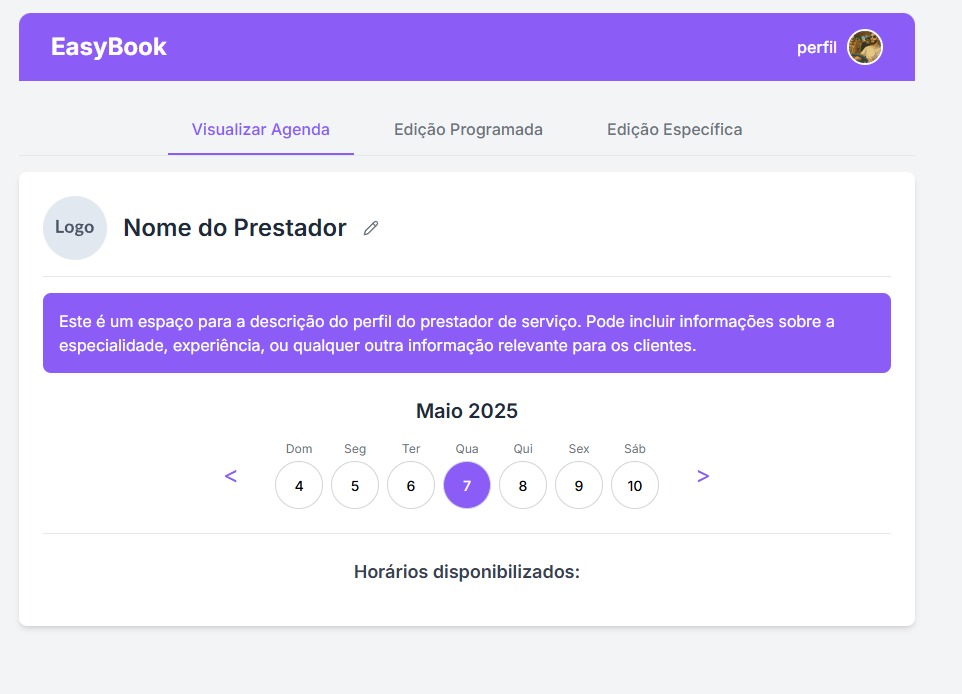 EasyBook
perfil
Visualizar Agenda
Edição Programada
Edição Específica
Logo
Nome do Prestador
Este é um espaço para a descrição do perfil do prestador de serviço. Pode incluir informações sobre a
especialidade, experiência, ou qualquer outra informação relevante para os clientes.
Maio 2025
Dom Seg Ter Qua Qui Sex Sáb
< 4 5 6 7 8 9 10 >
Horários disponibilizados: